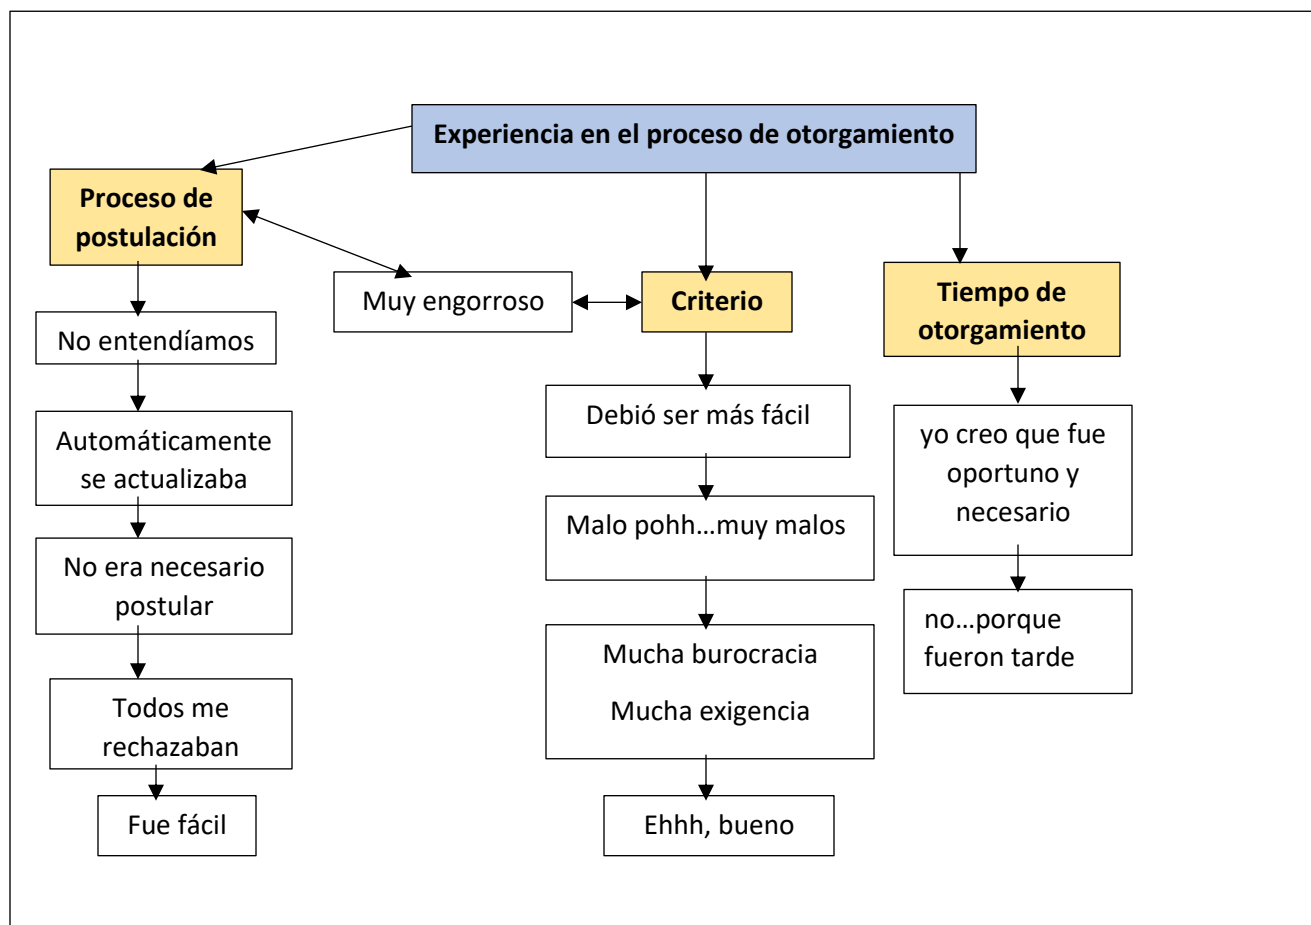 Experiencia en el proceso de otorgamiento
Proceso de
postulación
No entendíamos
Automáticamente
se actualizaba
No era necesario
postular
Todos me
rechazaban
Fue fácil
Muy engorroso
Criterio
Debió ser más fácil
Malo pohh...muy malos
Mucha burocracia
Mucha exigencia
Ehhh, bueno
Tiempo de
otorgamiento
yo creo que fue
oportuno y
necesario
no...porque
fueron tarde